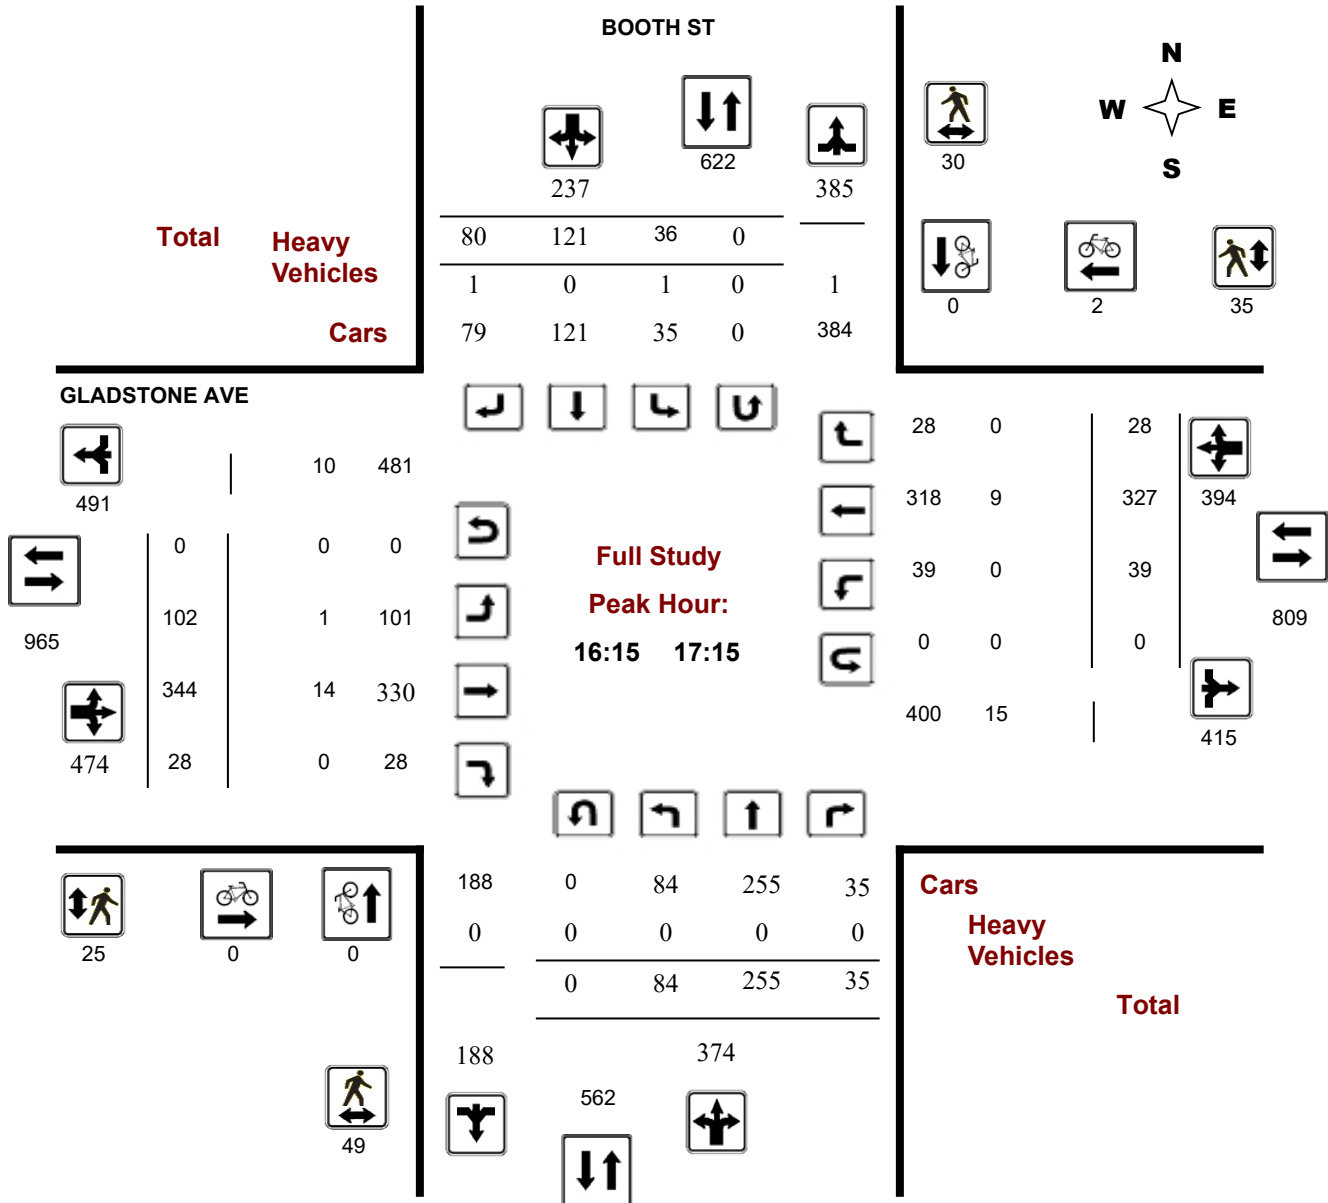 BOOTH ST
N
W E
S
622
30
237 385
Total Heavy Vehicles
80 121 36 0
1 0 1 0 1
0 2 35
Cars
79 121 35 0 384
GLADSTONE AVE
28 0 28
10 481
491
318 9 327 394
0 0 0
Full Study
39 0 39
Peak Hour:
102 1 101
809
965
16:15 17:15
0 0 0
344 14 330
400 15
415
474 28 0 28
188 0 84 255 35
Cars
0 0 0 0 0
Heavy Vehicles
25 0 0
0 84 255 35
Total
188 374
562
49